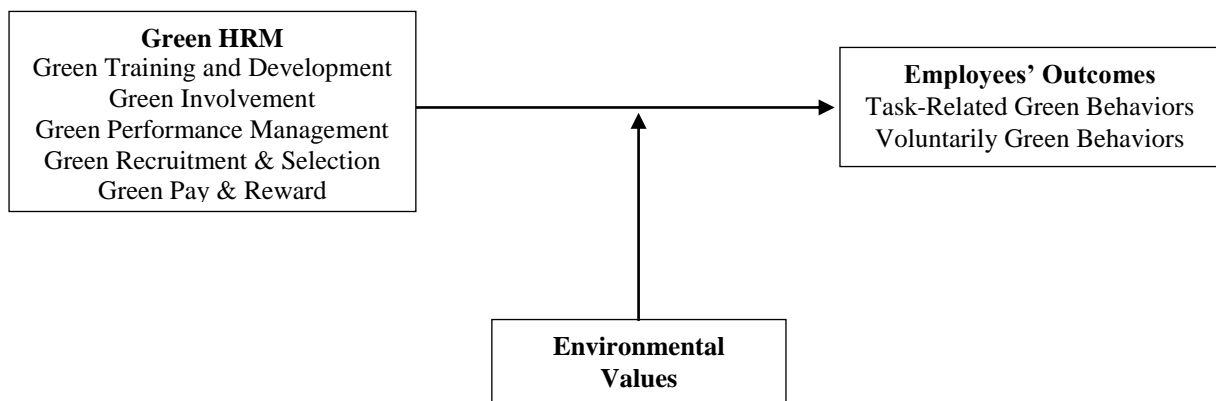 Green HRM
Green Training and Development
Green Involvement
Green Performance Management
Green Recruitment & Selection
Green Pay & Reward
Employees’ Outcomes
Task-Related Green Behaviors
Voluntarily Green Behaviors
Environmental
Values